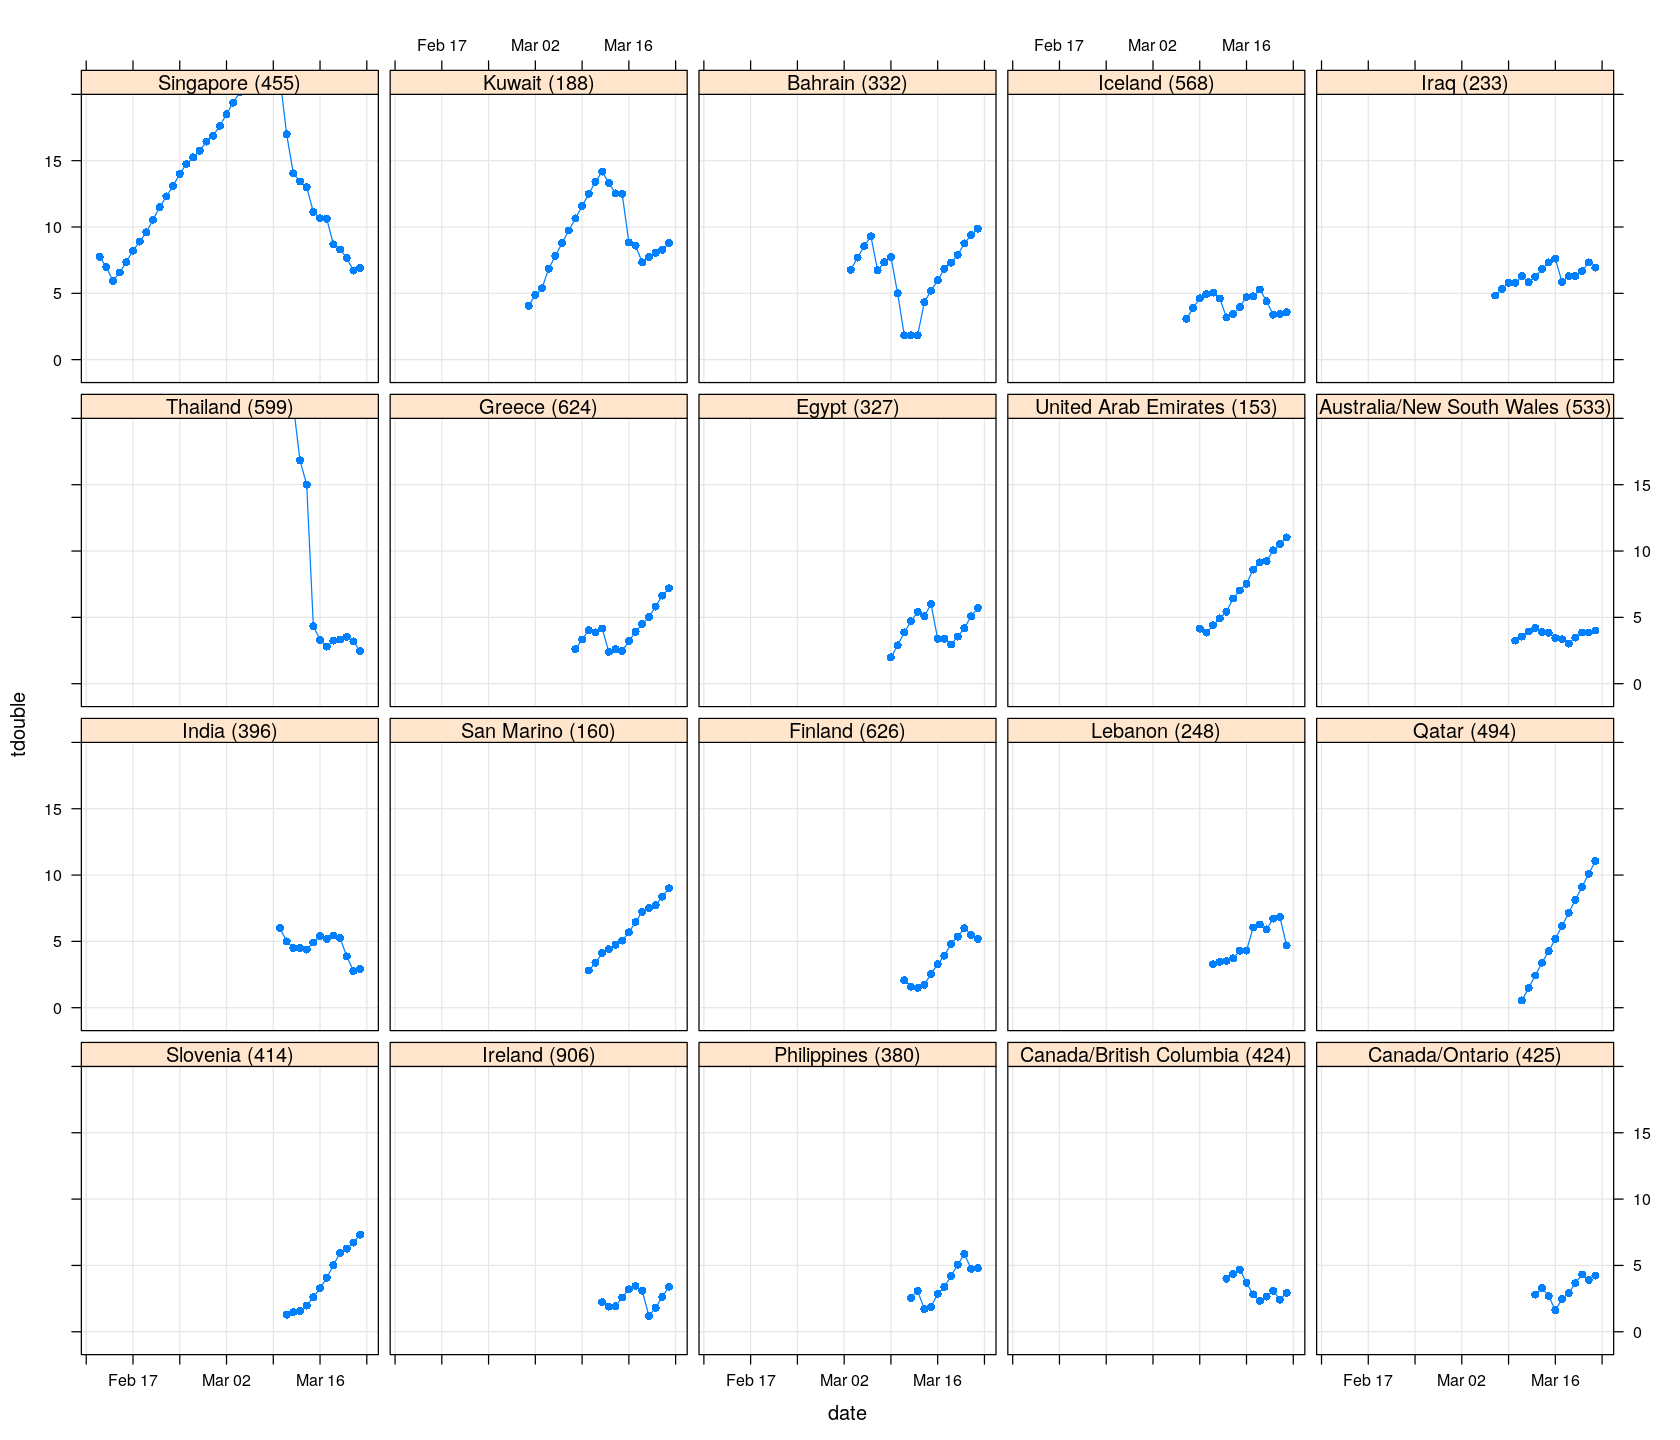 Feb 17 Mar 02 Mar 16 Feb 17 Mar 02 Mar 16
Singapore (455) Kuwait (188) Bahrain (332) Iceland (568) Iraq (233)
15
10
5
0
Thailand (599) Greece (624) Egypt (327) United Arab Emirates (153) Australia/New South Wales (533)
15
10
5
0
tdouble
India (396) San Marino (160) Finland (626) Lebanon (248) Qatar (494)
15
10
5
0
Slovenia (414) Ireland (906) Philippines (380) Canada/British Columbia (424) Canada/Ontario (425)
15
10
5
0
Feb 17 Mar 02 Mar 16 Feb 17 Mar 02 Mar 16 Feb 17 Mar 02 Mar 16
date